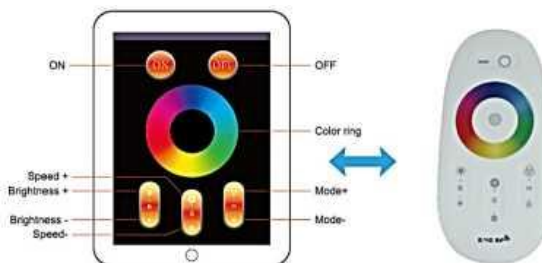 ON
OFF
ON
OFF
Color ring
Speed +
Brightness +
Mode+
Brightness -
Mode-
Speed-